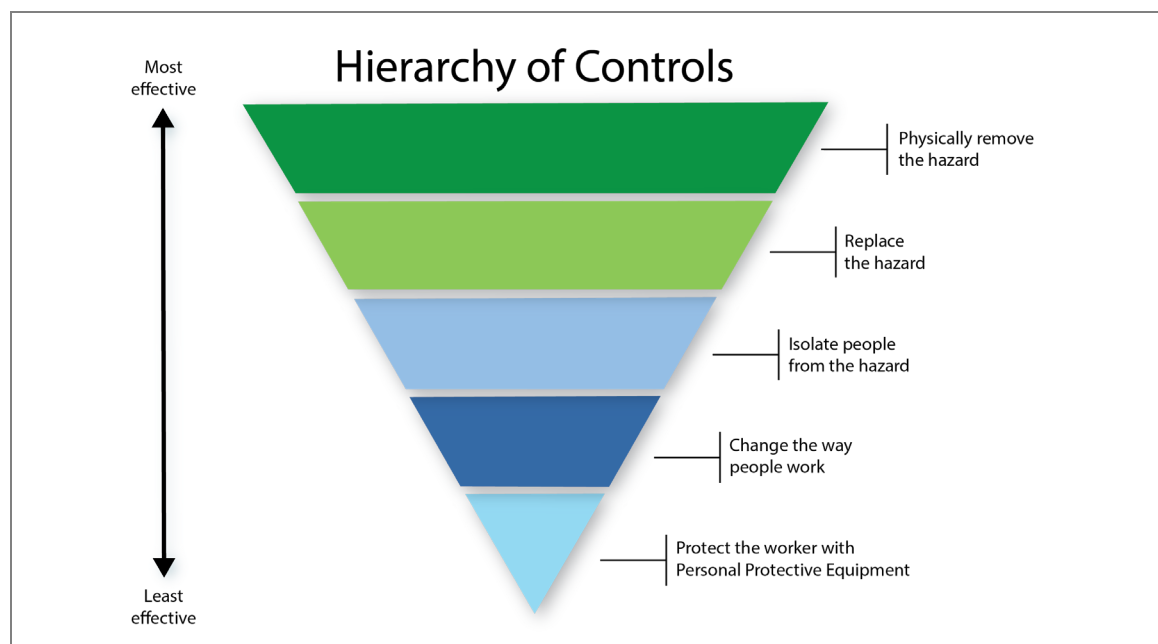 Hierarchy of Controls
Most
effective
Physically remove
the hazard
Replace
the hazard
Isolate people
from the hazard
Change the way
people work
Protect the worker with
Personal Protective Equipment
Least
effective